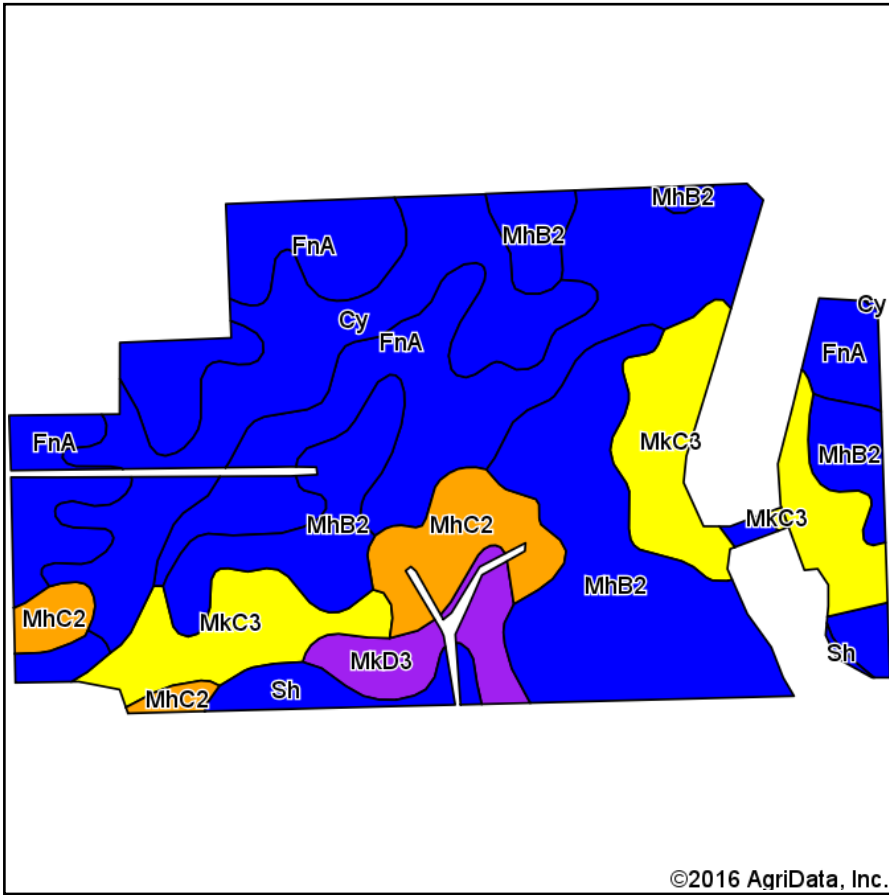 MhB2
FnA
MhB2
Cy
Cy
FnA
FnA
FnA
MkC3
MhB2
MkC3
MhB2
MhC2
MhB2
MhC2
MkC3
MkD3
Sh
Sh
MhC2
©2016 AgriData, Inc.